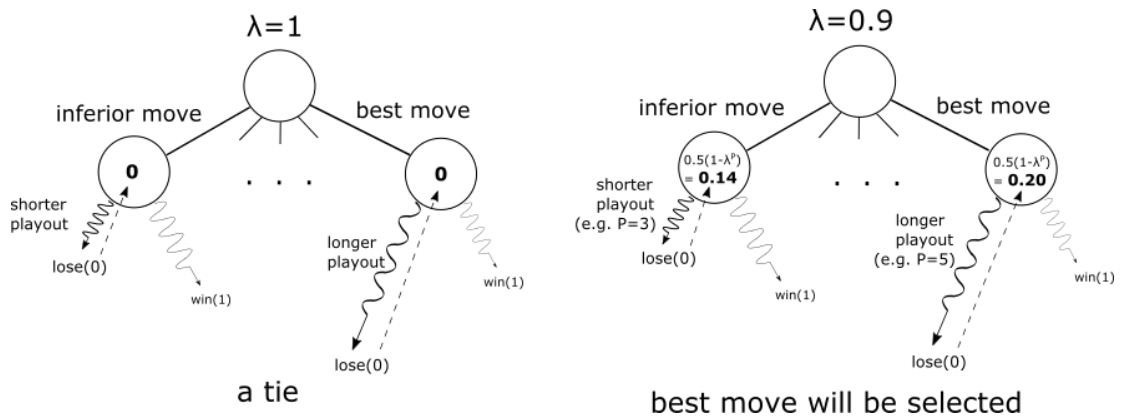 λ=1
inferior move
best move
0
0
. . .
shorter
playout
lose(0)
win(1)
longer
playout
lose(0)
win(1)
a tie
λ=0.9
inferior move
best move
0.5(1-λᵖ)
= 0.14
0.5(1-λᵖ)
= 0.20
. . .
shorter
playout
(e.g. P=3)
lose(0)
win(1)
longer
playout
(e.g. P=5)
lose(0)
win(1)
best move will be selected